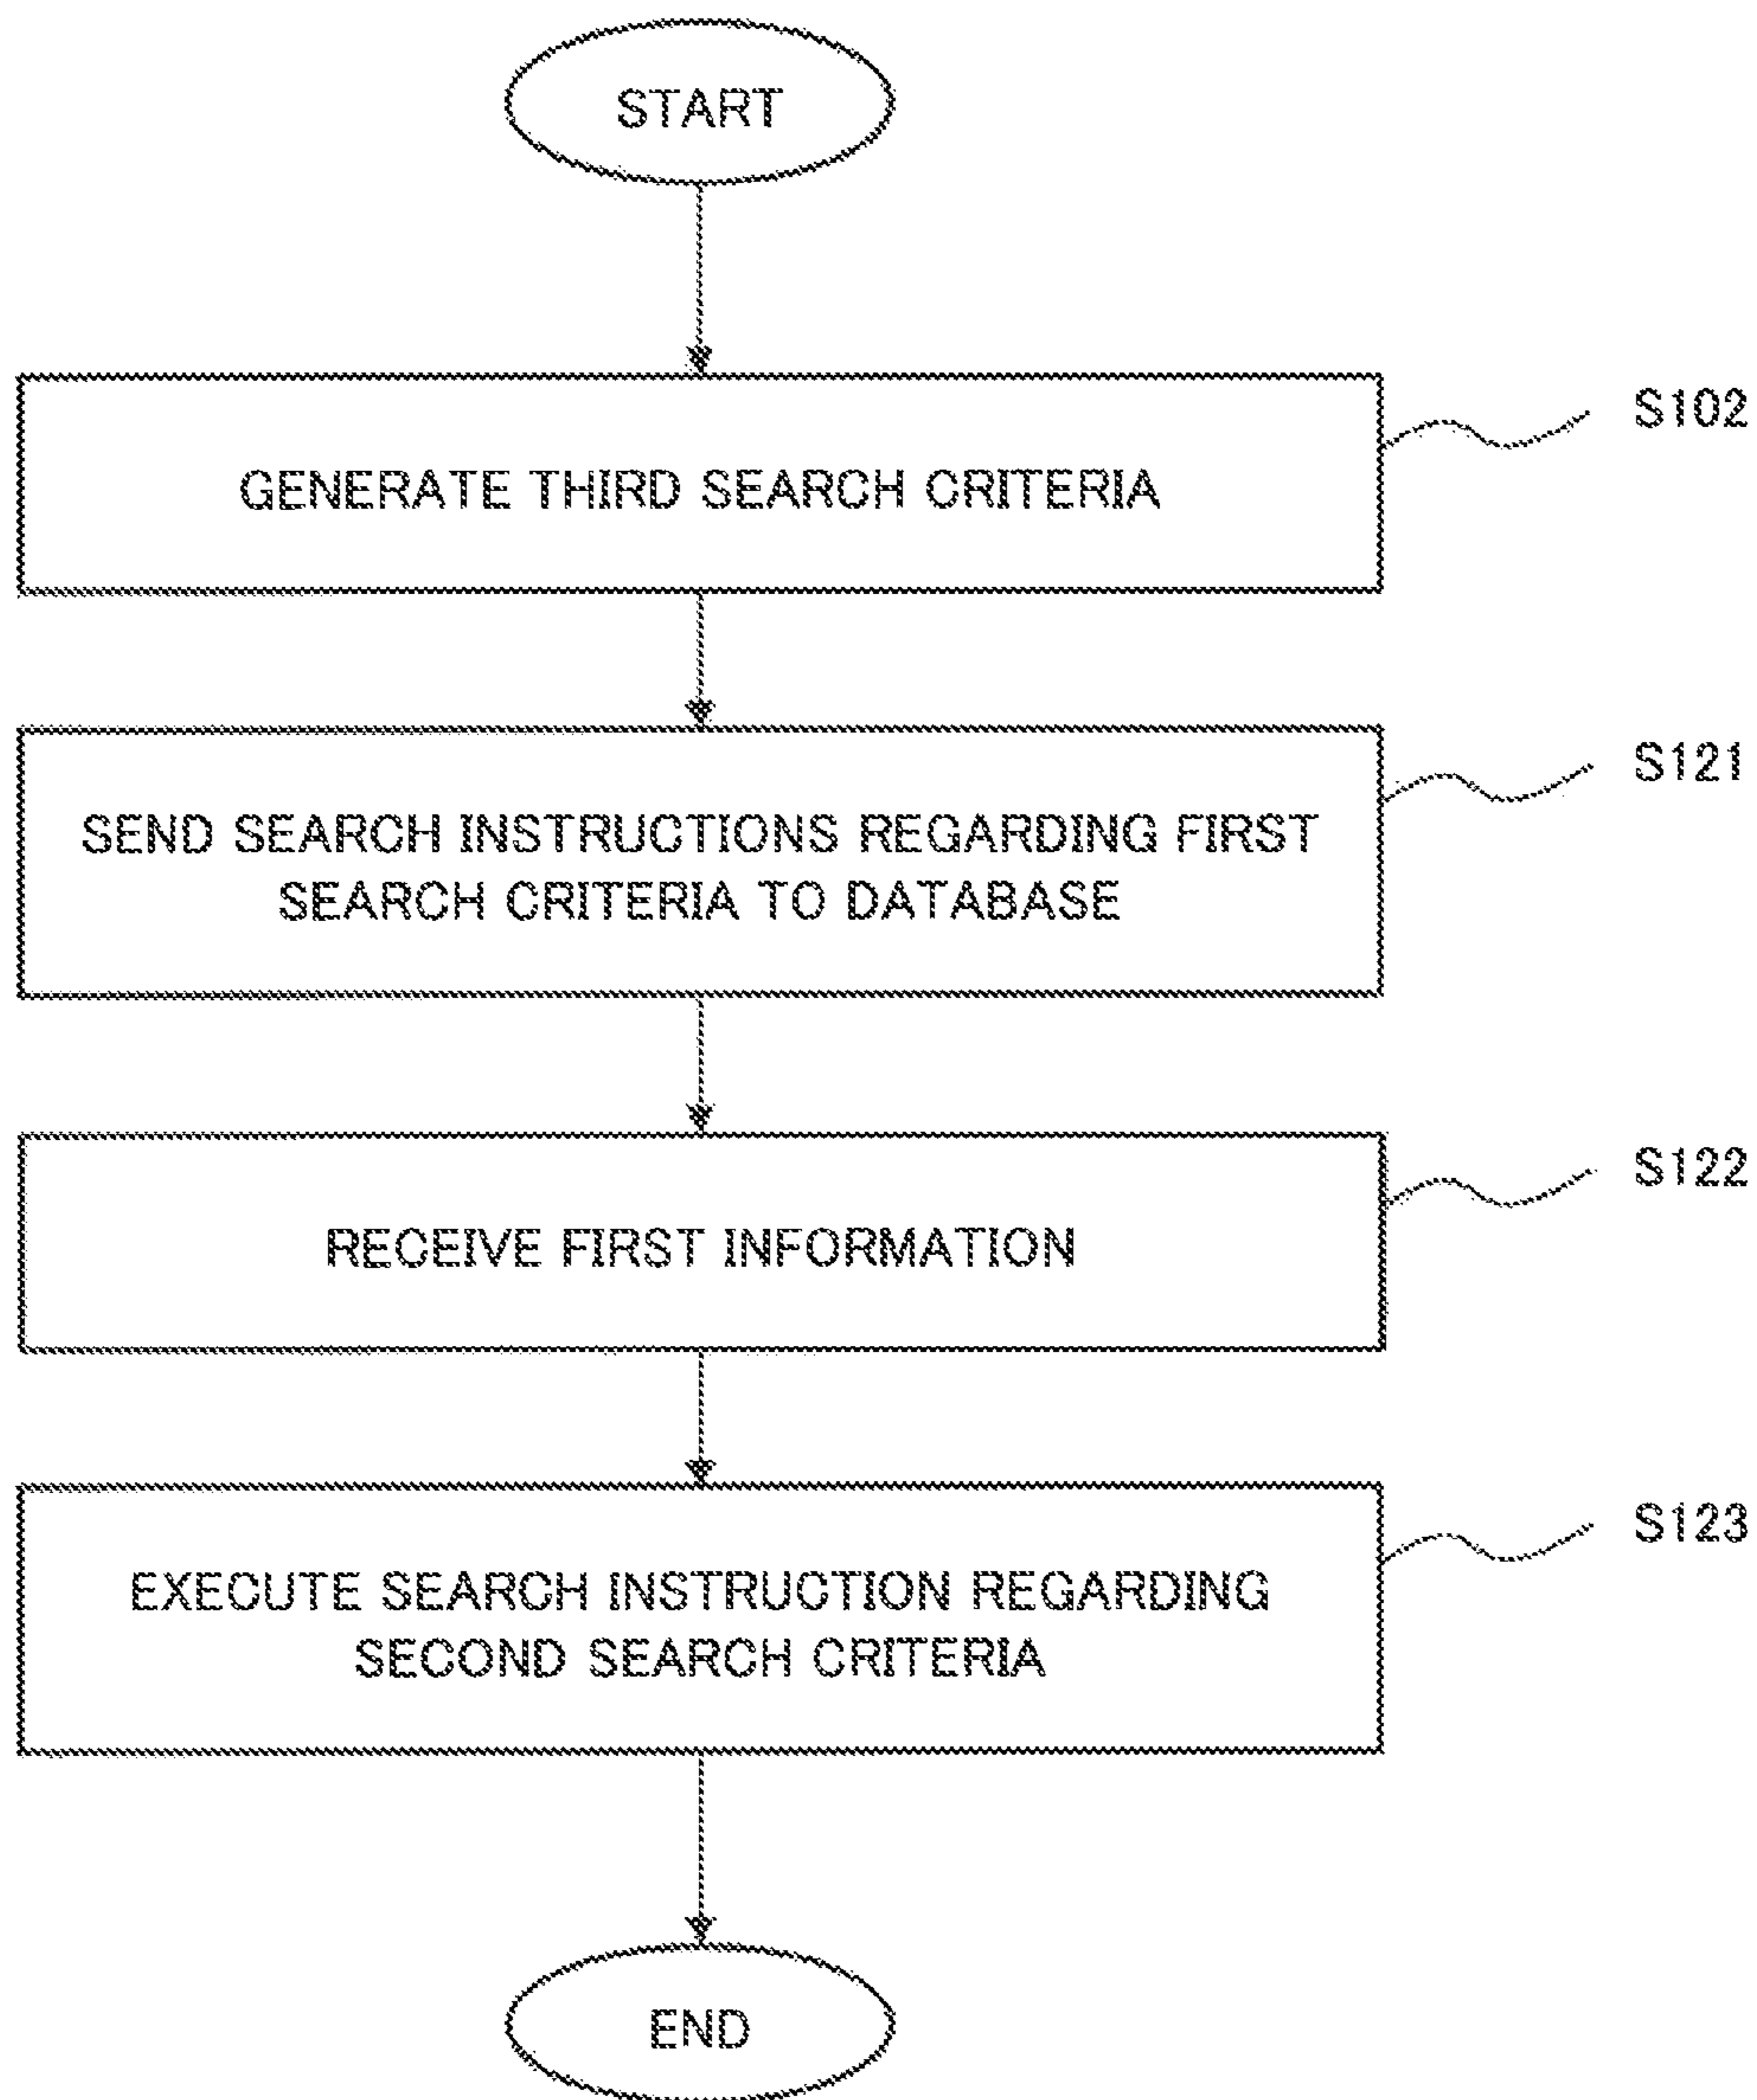 START
GENERATE THIRD SEARCH CRITERIA
S102
SEND SEARCH INSTRUCTIONS REGARDING FIRST
SEARCH CRITERIA TO DATABASE
S121
RECEIVE FIRST INFORMATION
S122
EXECUTE SEARCH INSTRUCTION REGARDING
SECOND SEARCH CRITERIA
S123
END